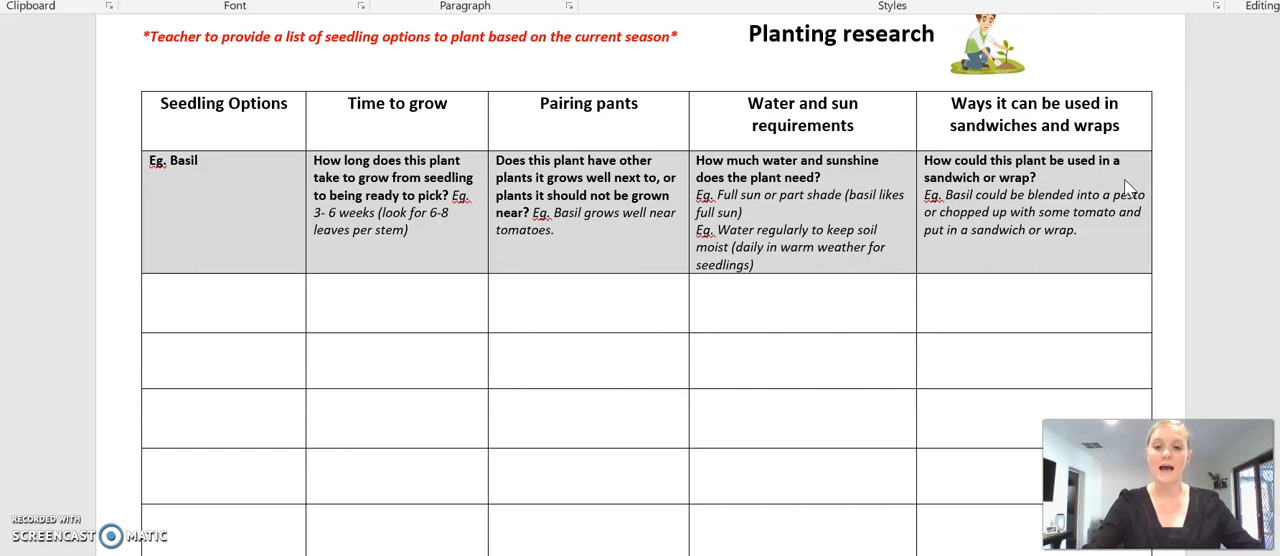 Clipboard Font Paragraph Styles Editing
*Teacher to provide a list of seedling options to plant based on the current season*
Planting research
Seedling Options
Time to grow
Pairing pants
Water and sun
requirements
Ways it can be used in
sandwiches and wraps
Eg. Basil
How long does this plant
take to grow from seedling
to being ready to pick? Eg.
3- 6 weeks (look for 6-8
leaves per stem)
Does this plant have other
plants it grows well next to, or
plants it should not be grown
near? Eg. Basil grows well near
tomatoes.
How much water and sunshine
does the plant need?
Eg. Full sun or part shade (basil likes
full sun)
Eg. Water regularly to keep soil
moist (daily in warm weather for
seedlings)
How could this plant be used in a
sandwich or wrap?
Eg. Basil could be blended into a pesto
or chopped up with some tomato and
put in a sandwich or wrap.
RECORDED WITH
SCREENCAST MATIC